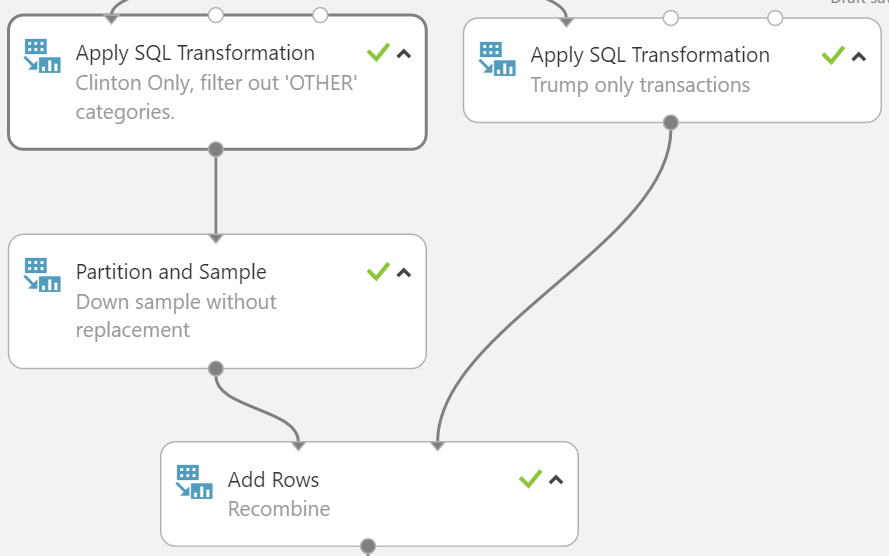 Apply SQL Transformation
Clinton Only, filter out 'OTHER'
categories.
Apply SQL Transformation
Trump only transactions
Partition and Sample
Down sample without
replacement
Add Rows
Recombine